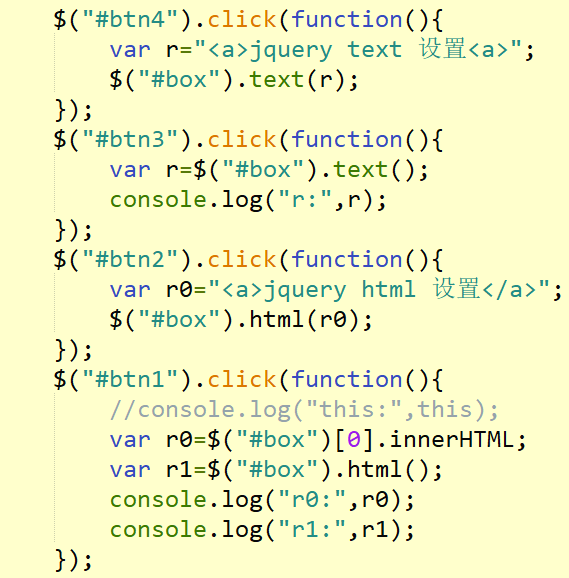 $("#btn4").click(function(){
    var r="<a>jquery text 设置<a>";
    $("#box").text(r);
});
$("#btn3").click(function(){
    var r=$("#box").text();
    console.log("r:",r);
});
$("#btn2").click(function(){
    var r0="<a>jquery html 设置</a>";
    $("#box").html(r0);
});
$("#btn1").click(function(){
    //console.log("this:",this);
    var r0=$("#box")[0].innerHTML;
    var r1=$("#box").html();
    console.log("r0:",r0);
    console.log("r1:",r1);
});